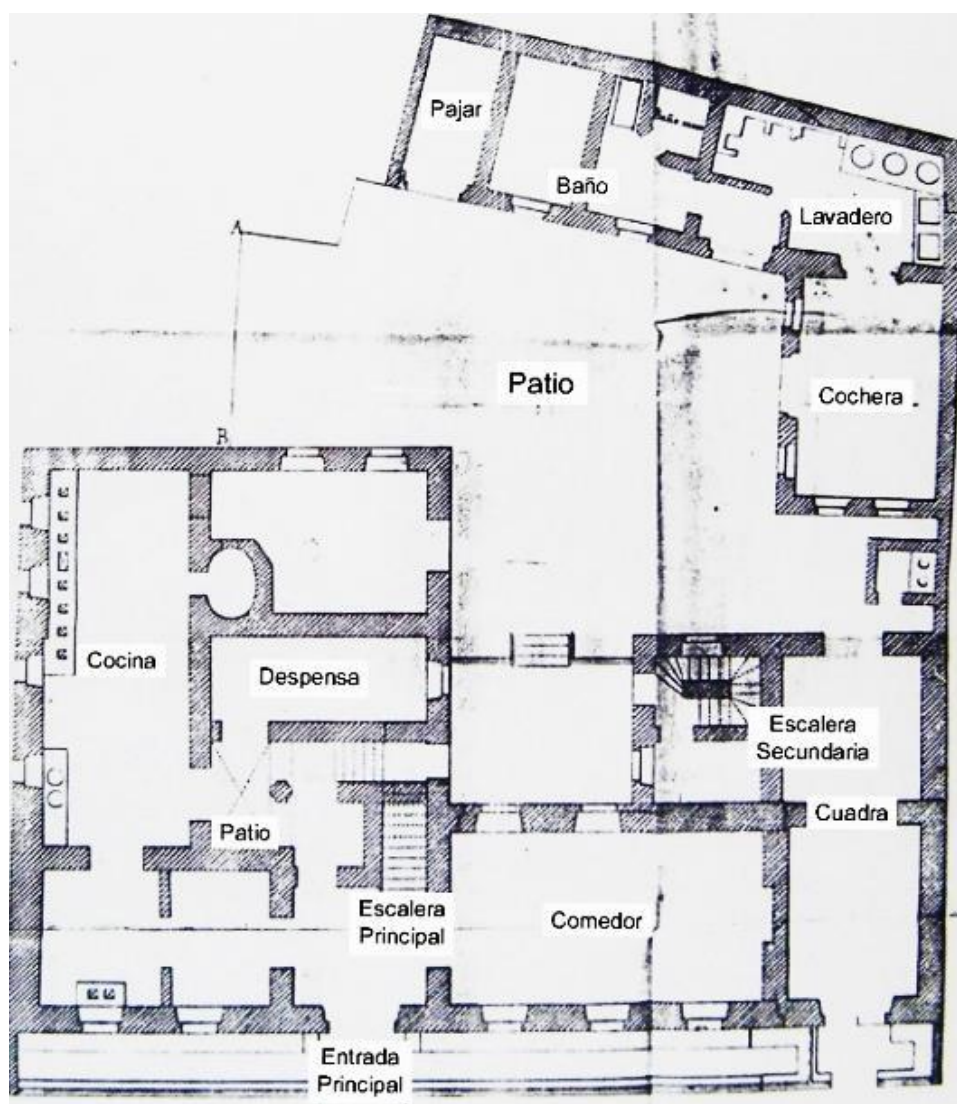 Pajar
Baño
Lavadero
A
Patio
Cochera
B
Cocina
Despensa
Escalera
Secundaria
Patio
Cuadra
Escalera
Principal
Comedor
Entrada
Principal